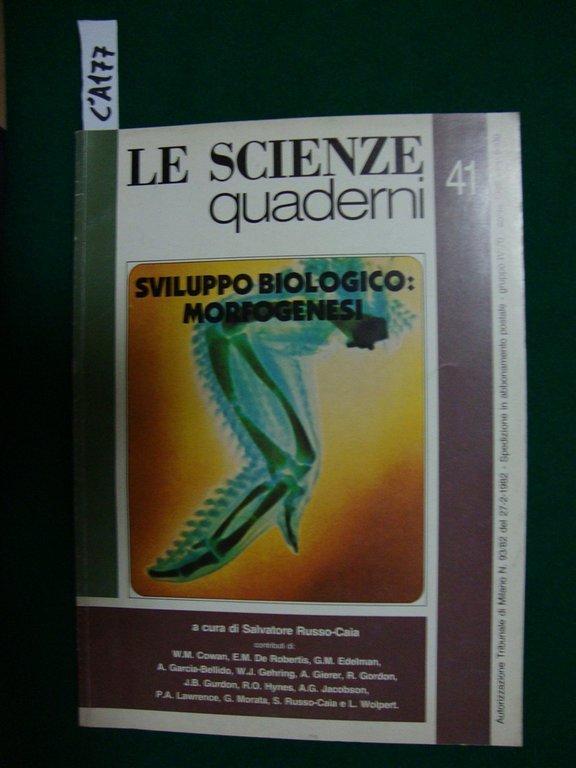 C*A177
LE SCIENZE
quaderni
41
SVILUPPO BIOLOGICO:
MORFOGENESI
a cura di Salvatore Russo-Caia
contributi di:
W.M. Cowan, E.M. De Robertis, G.M. Edelman,
A. Garcia-Bellido, W.J. Gehring, A. Gierer, R. Gordon,
J.B. Gurdon, R.O. Hynes, A.G. Jacobson,
P.A. Lawrence, G. Morata, S. Russo-Caia e L. Wolpert.
Autorizzazione Tribunale di Milano N. 93/82 del 27-2-1982 - Spedizione in abbonamento postale - gruppo IV/70